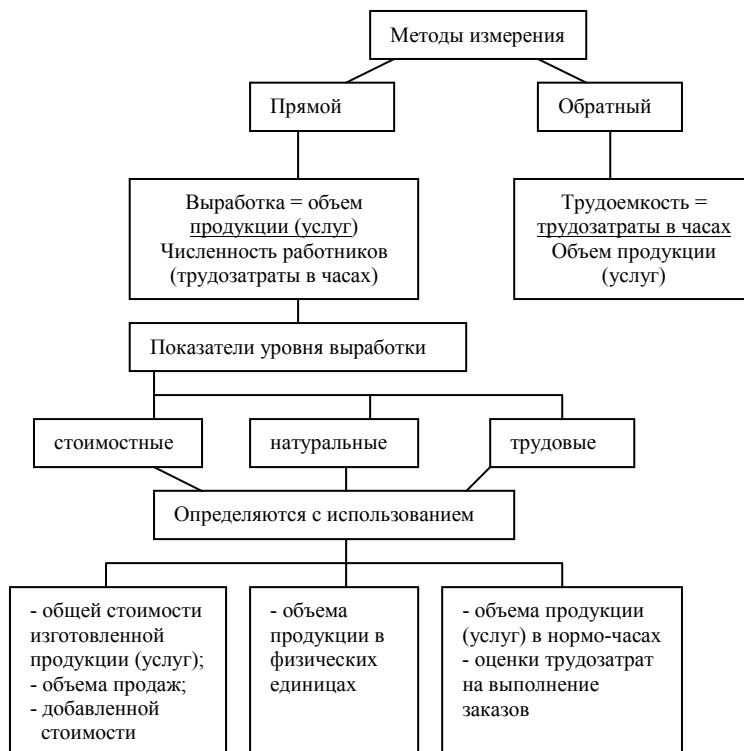 Методы измерения
Прямой
Обратный
Выработка = объем
продукции (услуг)
Численность работников
(трудозатраты в часах)
Трудоемкость =
трудозатраты в часах
Объем продукции
(услуг)
Показатели уровня выработки
стоимостные
натуральные
трудовые
Определяются с использованием
- общей стоимости
изготовленной
продукции (услуг);
- объема продаж;
- добавленной
стоимости
- объема
продукции в
физических
единицах
- объема продукции
(услуг) в нормо-часах
- оценки трудозатрат
на выполнение
заказов